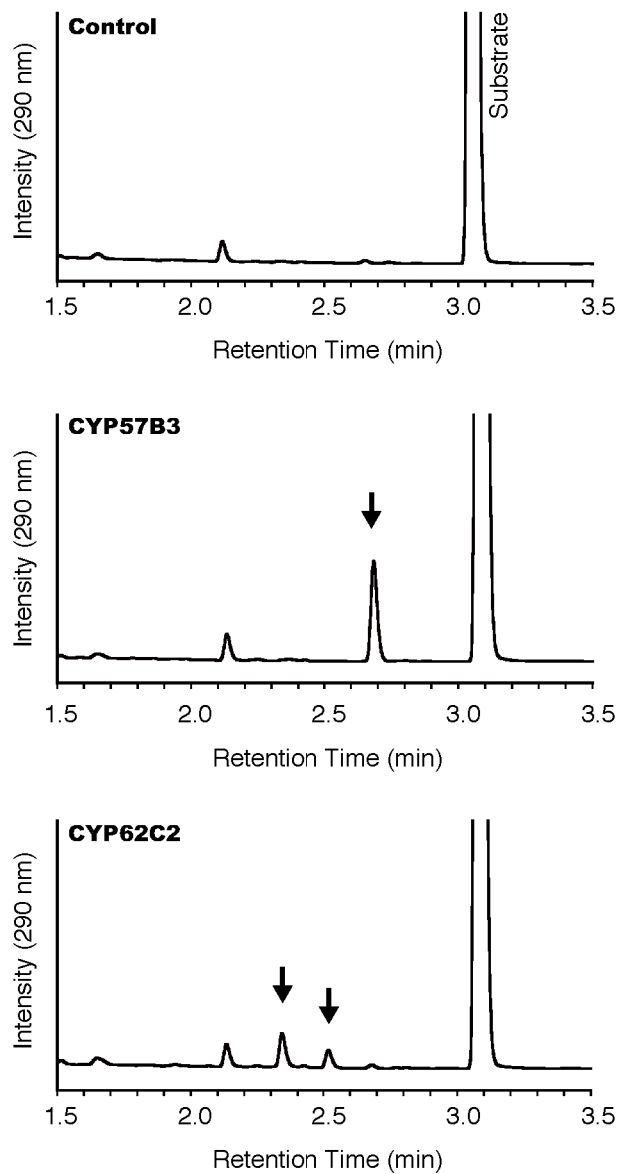 Control
Substrate
Intensity (290 nm)
1.5 2.0 2.5 3.0 3.5
Retention Time (min)
CYP57B3
Intensity (290 nm)
1.5 2.0 2.5 3.0 3.5
Retention Time (min)
CYP62C2
Intensity (290 nm)
1.5 2.0 2.5 3.0 3.5
Retention Time (min)